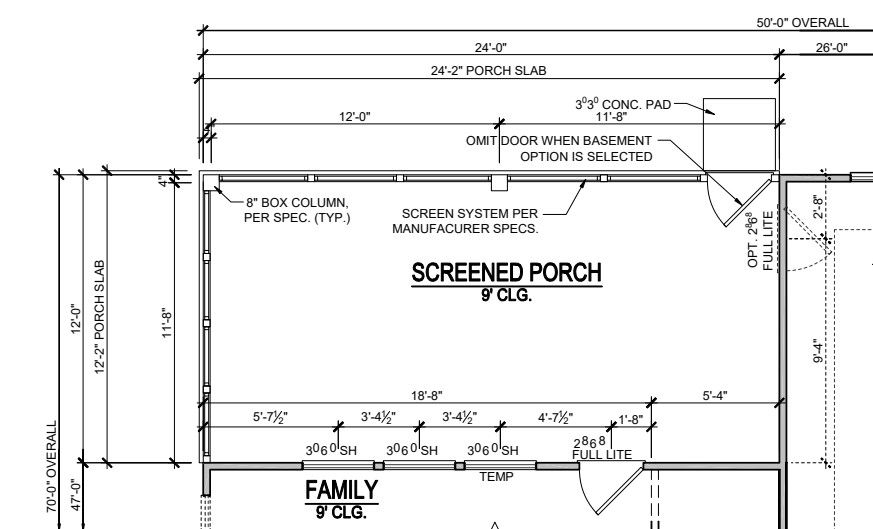 50'-0" OVERALL
24'-0"
26'-0"
24'-2" PORCH SLAB
3⁰3⁰ CONC. PAD
12'-0"
11'-8"
OMIT DOOR WHEN BASEMENT
OPTION IS SELECTED
4"
8" BOX COLUMN,
PER SPEC. (TYP.)
SCREEN SYSTEM PER
MANUFACURER SPECS.
2'-8"
OPT. 2⁸6⁸
FULL LITE
SCREENED PORCH
9' CLG.
12'-0"
12'-2" PORCH SLAB
11'-8"
9'-4"
18'-8"
5'-4"
5'-7½"
3'-4½"
3'-4½"
4'-7½"
1'-8"
3⁰6⁰SH
3⁰6⁰SH
3⁰6⁰SH
2⁸6⁸
FULL LITE
TEMP
70'-0" OVERALL
47'-0"
FAMILY
9' CLG.